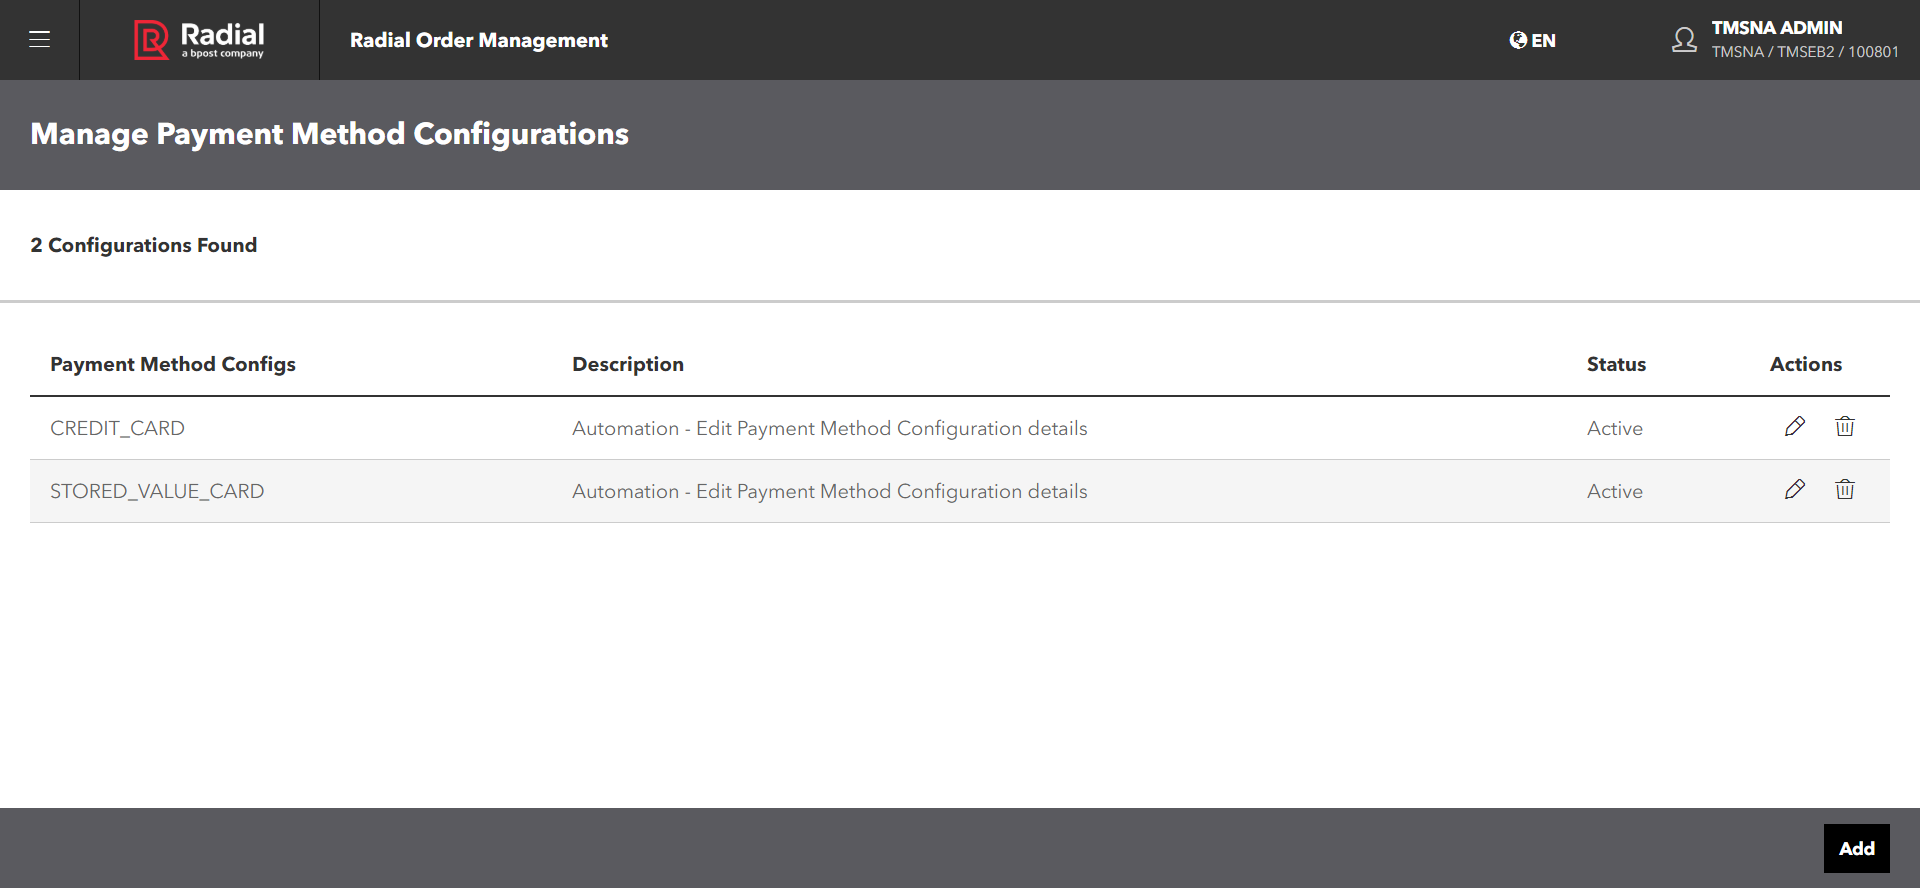 Radial
a bpost company
Radial Order Management
EN
TMSNA ADMIN
TMSNA / TMSEB2 / 100801
Manage Payment Method Configurations
2 Configurations Found
Payment Method Configs Description Status Actions
CREDIT_CARD Automation - Edit Payment Method Configuration details Active
STORED_VALUE_CARD Automation - Edit Payment Method Configuration details Active
Add